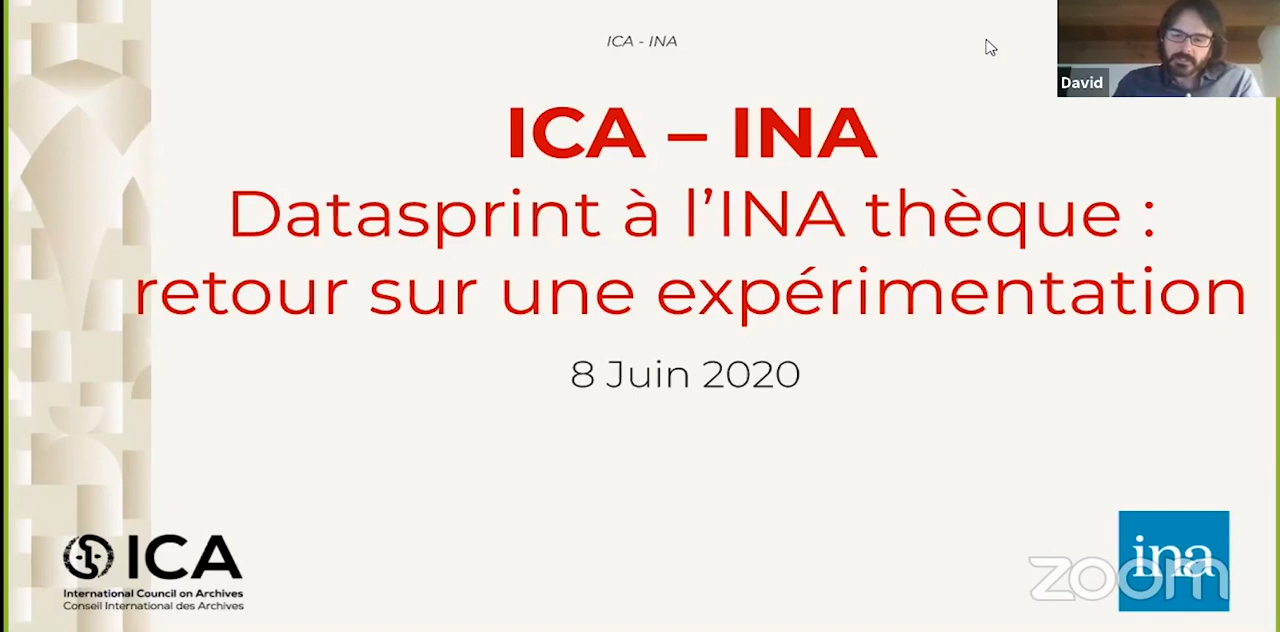 ICA - INA
David
ICA – INA
Datasprint à l'INA thèque :
retour sur une expérimentation
8 Juin 2020
ICA
International Council on Archives
Conseil International des Archives
ina
zoom